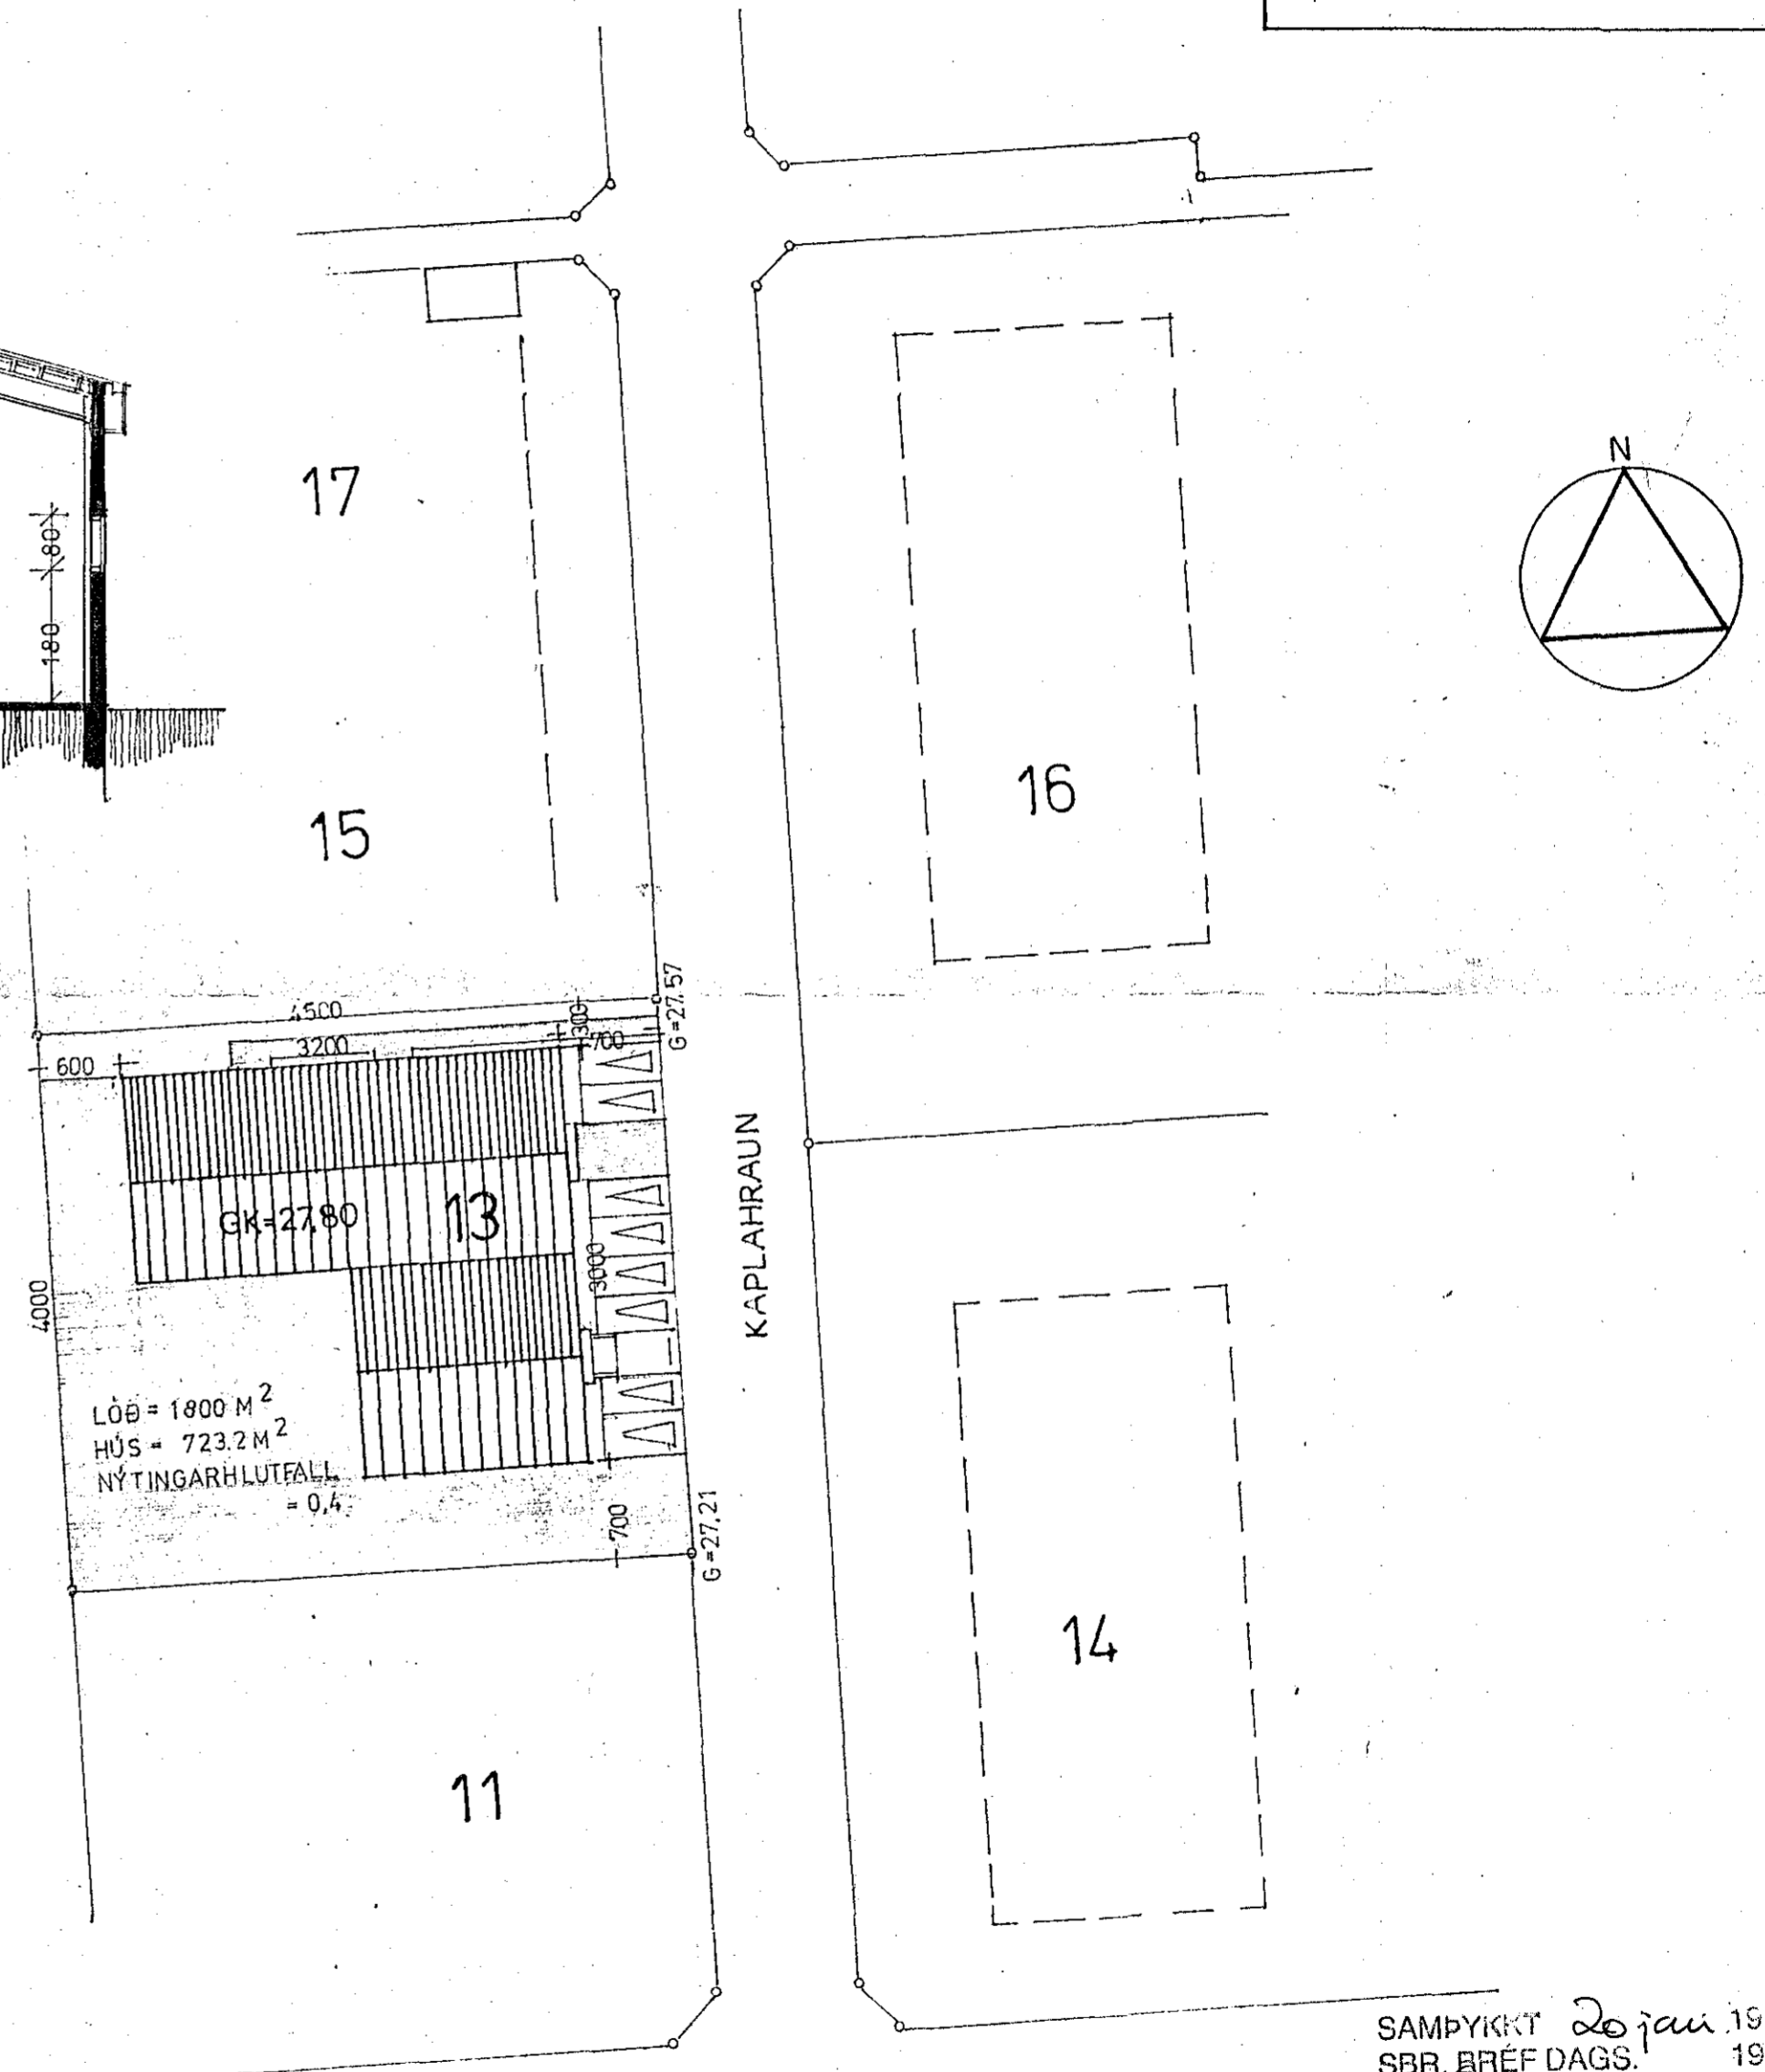 N
17
80
180
16
15
4500
300
3200
700
G=27.57
600
KAPLAHRAUN
13
GK=27,80
3000
4000
LÓÐ = 1800 M²
HÚS = 723.2 M²
NÝTINGARHLUTFALL
= 0,4
700
G=27,21
14
11
SAMÞYKKT 20 jan. 19
SBR. BRÉF DAGS. 19